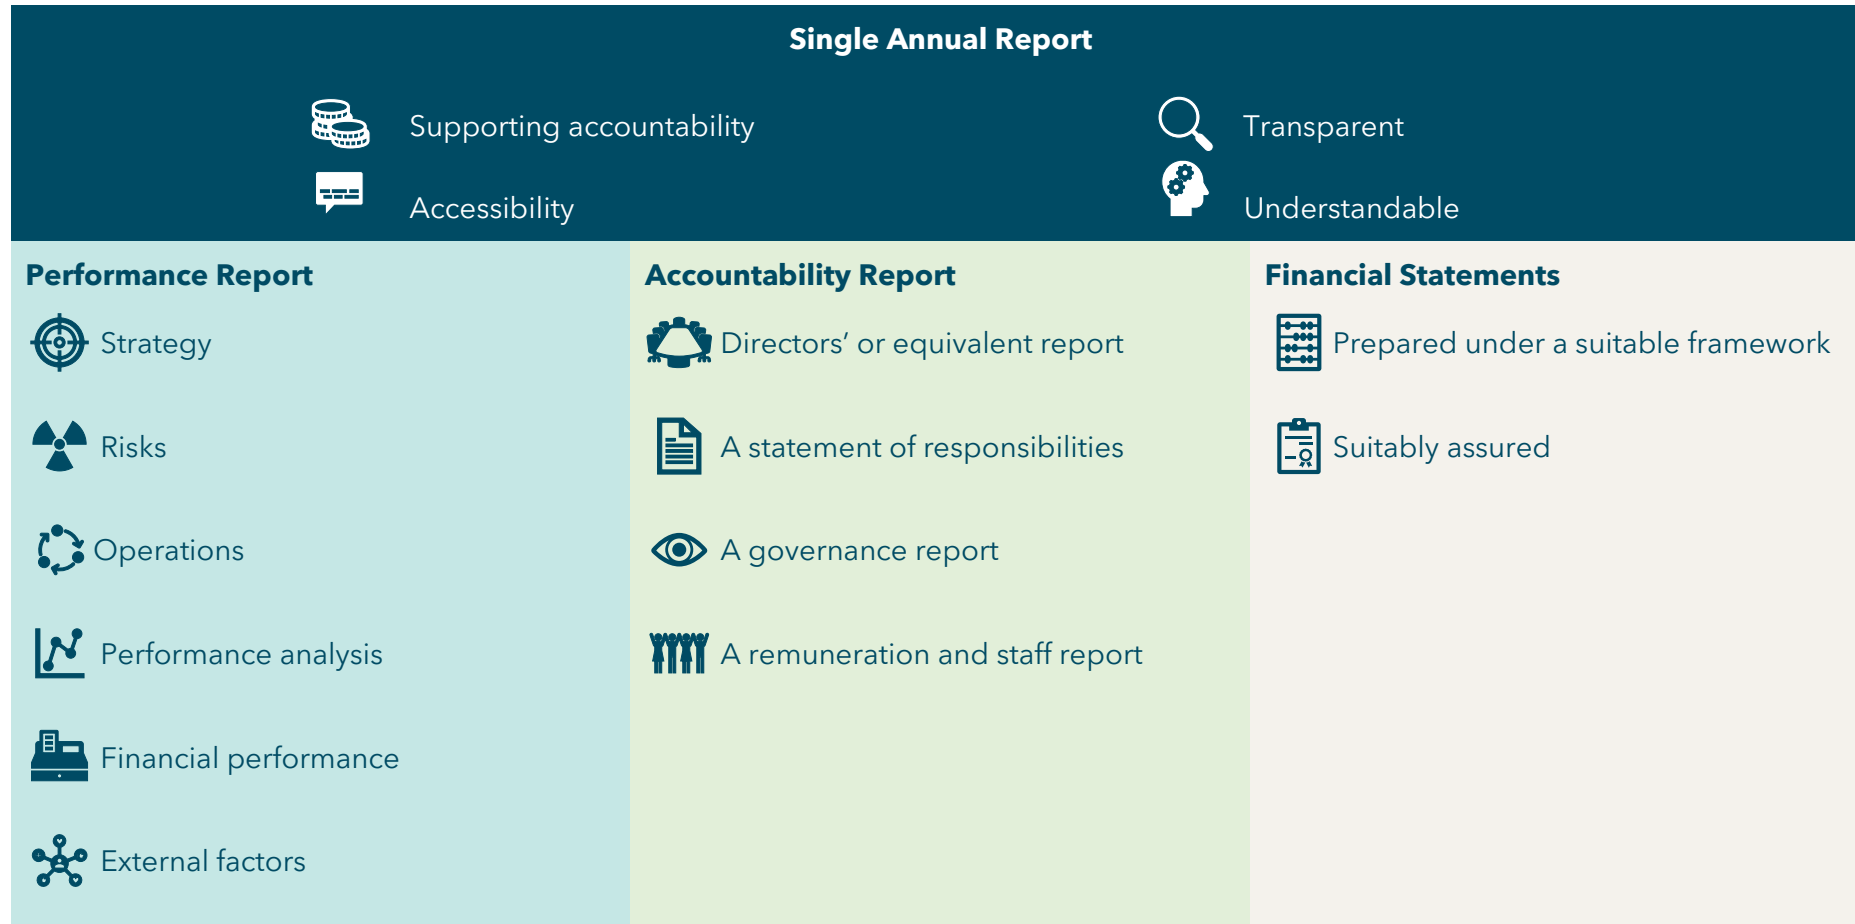 Single Annual Report
Supporting accountability
Transparent
Accessibility
Understandable
Performance Report
Strategy
Risks
Operations
Performance analysis
Financial performance
External factors
Accountability Report
Directors’ or equivalent report
A statement of responsibilities
A governance report
A remuneration and staff report
Financial Statements
Prepared under a suitable framework
Suitably assured